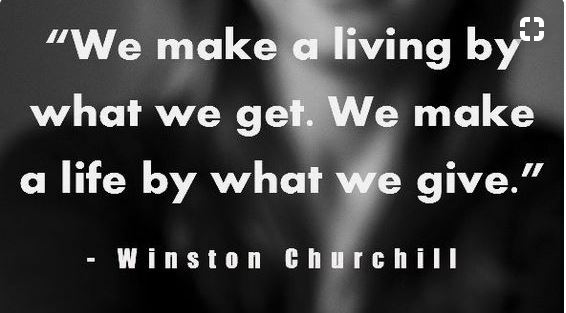 “We make a living by
what we get. We make
a life by what we give.”
- Winston Churchill